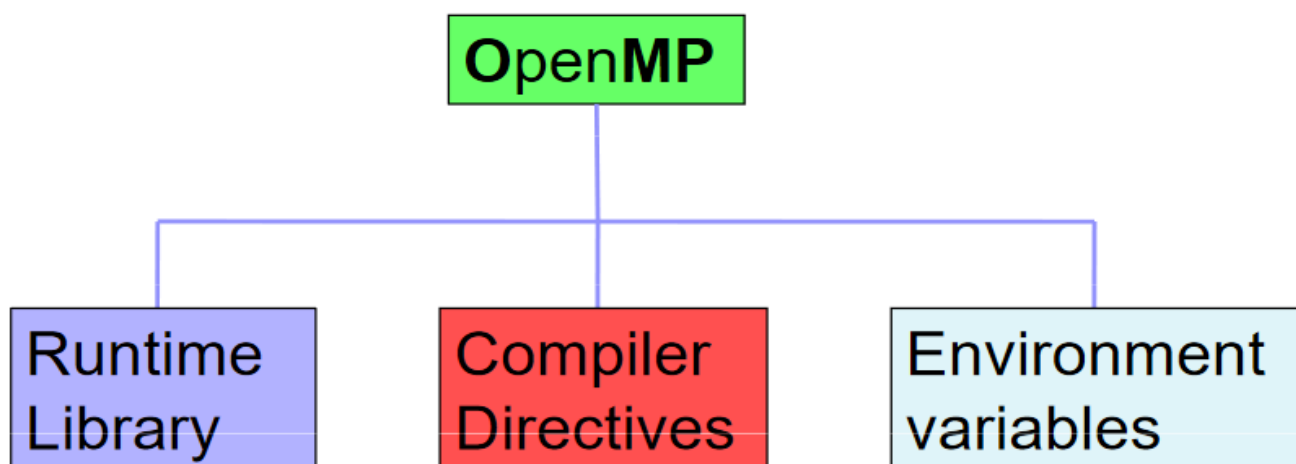 OpenMP
Runtime
Library
Compiler
Directives
Environment
variables